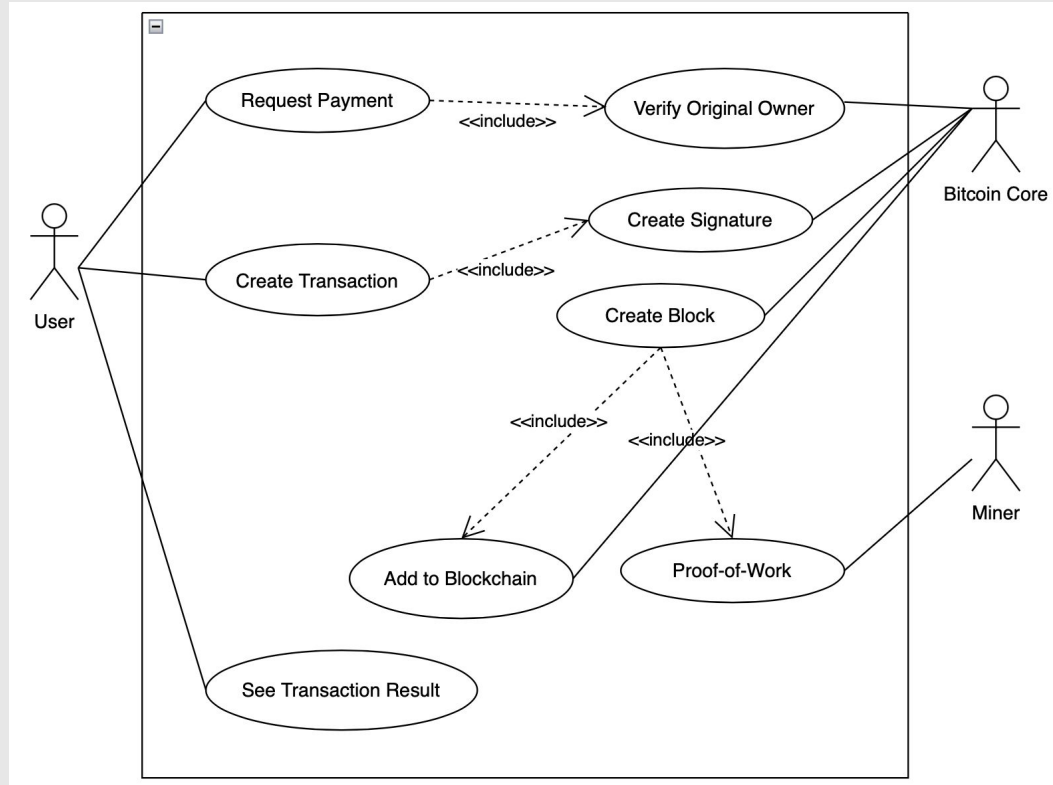 Request Payment
<<include>>
Verify Original Owner
Bitcoin Core
Create Signature
<<include>>
Create Transaction
User
Create Block
<<include>>
<<include>>
Miner
Add to Blockchain
Proof-of-Work
See Transaction Result